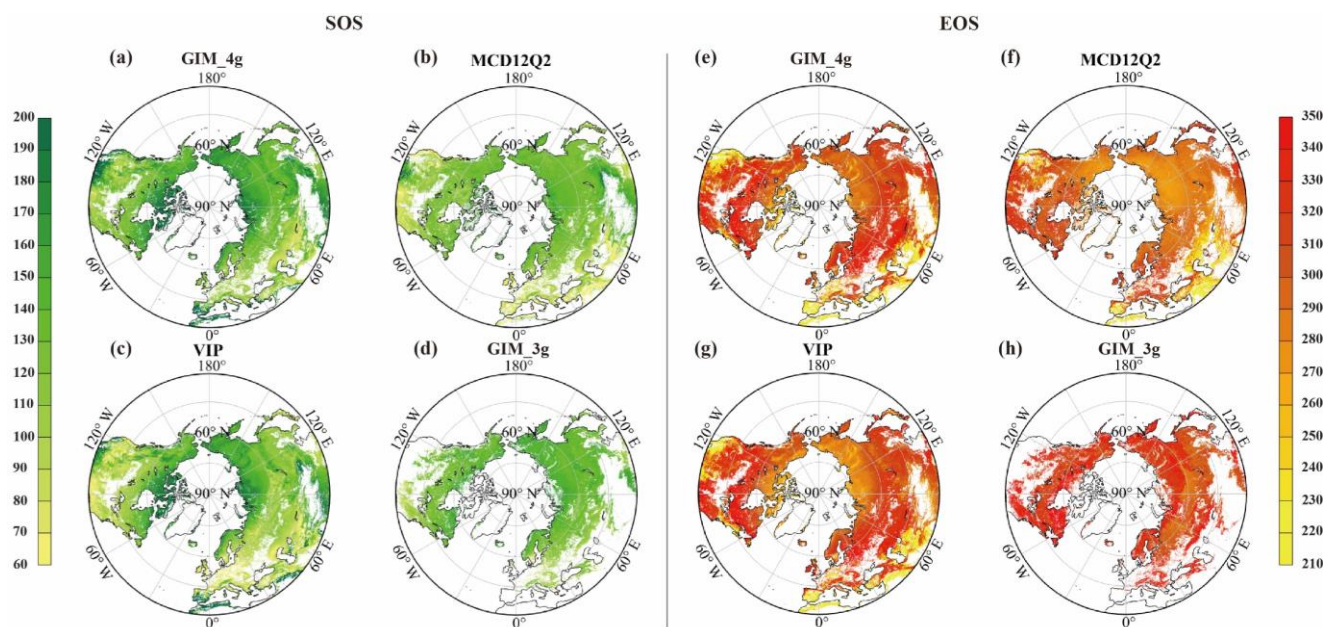 SOS
EOS
(a)
GIM_4g
(b)
MCD12Q2
(e)
GIM_4g
(f)
MCD12Q2
180°
180°
180°
180°
120° W
60° N
120° E
120° W
60° N
120° E
120° W
60° N
120° E
120° W
60° N
120° E
90° N
90° N
90° N
90° N
60° W
60° E
60° W
60° E
60° W
60° E
60° W
60° E
0°
0°
0°
0°
(c)
VIP
(d)
GIM_3g
(g)
VIP
(h)
GIM_3g
180°
180°
180°
180°
120° W
60° N
120° E
120° W
60° N
120° E
120° W
60° N
120° E
120° W
60° N
120° E
90° N
90° N
90° N
90° N
60° W
60° E
60° W
60° E
60° W
60° E
60° W
60° E
0°
0°
0°
0°
200
190
180
170
160
150
140
130
120
110
100
90
80
70
60
350
340
330
320
310
300
290
280
270
260
250
240
230
220
210